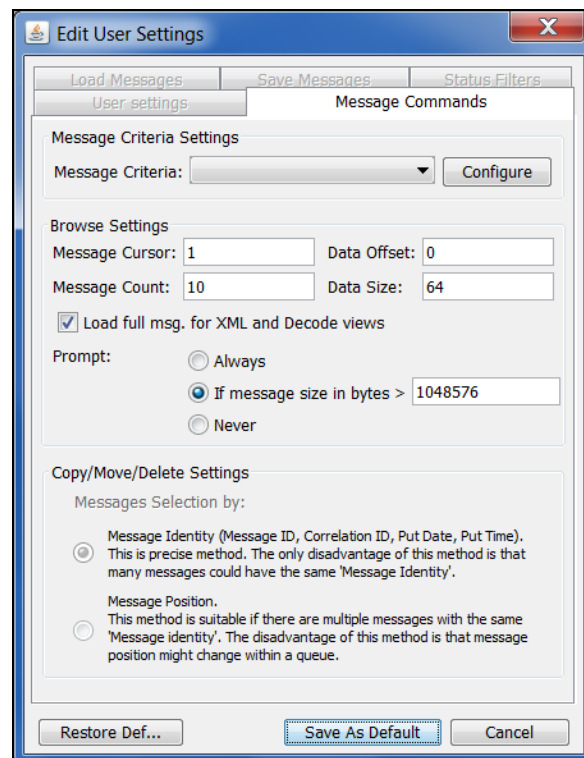 Edit User Settings
X
Load Messages Save Messages Status Filters
User settings Message Commands
Message Criteria Settings
Message Criteria: Configure
Browse Settings
Message Cursor: 1 Data Offset: 0
Message Count: 10 Data Size: 64
Load full msg. for XML and Decode views
Prompt: Always
If message size in bytes > 1048576
Never
Copy/Move/Delete Settings
Messages Selection by:
Message Identity (Message ID, Correlation ID, Put Date, Put Time).
This is precise method. The only disadvantage of this method is that
many messages could have the same 'Message Identity'.
Message Position.
This method is suitable if there are multiple messages with the same
'Message identity'. The disadvantage of this method is that message
position might change within a queue.
Restore Def... Save As Default Cancel